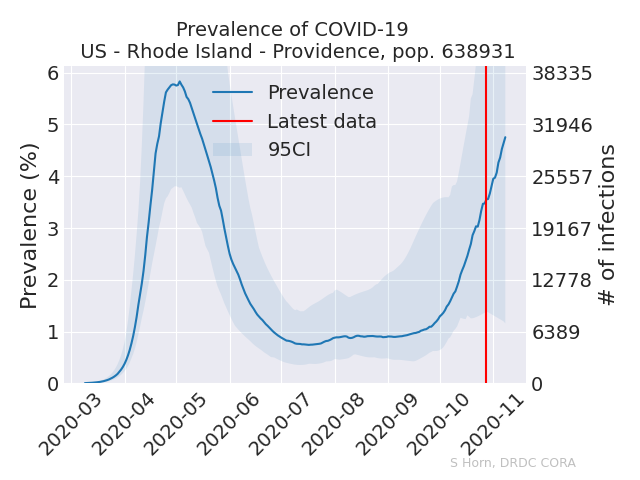 Prevalence of COVID-19
US - Rhode Island - Providence, pop. 638931
Prevalence
Latest data
95CI
Prevalence (%)
6
5
4
3
2
1
0
38335
31946
25557
19167
12778
6389
0
# of infections
2020-03
2020-04
2020-05
2020-06
2020-07
2020-08
2020-09
2020-10
2020-11
S Horn, DRDC CORA